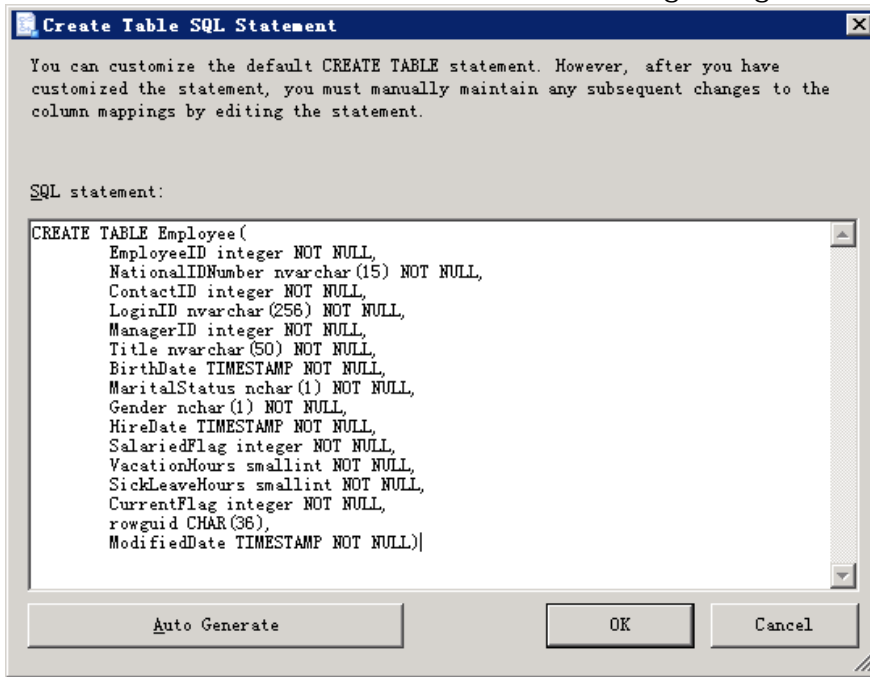 Create Table SQL Statement
You can customize the default CREATE TABLE statement. However, after you have
customized the statement, you must manually maintain any subsequent changes to the
column mappings by editing the statement.
SQL statement:
CREATE TABLE Employee(
EmployeeID integer NOT NULL,
NationalIDNumber nvarchar(15) NOT NULL,
ContactID integer NOT NULL,
LoginID nvarchar(256) NOT NULL,
ManagerID integer NOT NULL,
Title nvarchar(50) NOT NULL,
BirthDate TIMESTAMP NOT NULL,
MaritalStatus nchar(1) NOT NULL,
Gender nchar(1) NOT NULL,
HireDate TIMESTAMP NOT NULL,
SalariedFlag integer NOT NULL,
VacationHours smallint NOT NULL,
SickLeaveHours smallint NOT NULL,
CurrentFlag integer NOT NULL,
rowguid CHAR(36),
ModifiedDate TIMESTAMP NOT NULL)
Auto Generate
OK
Cancel